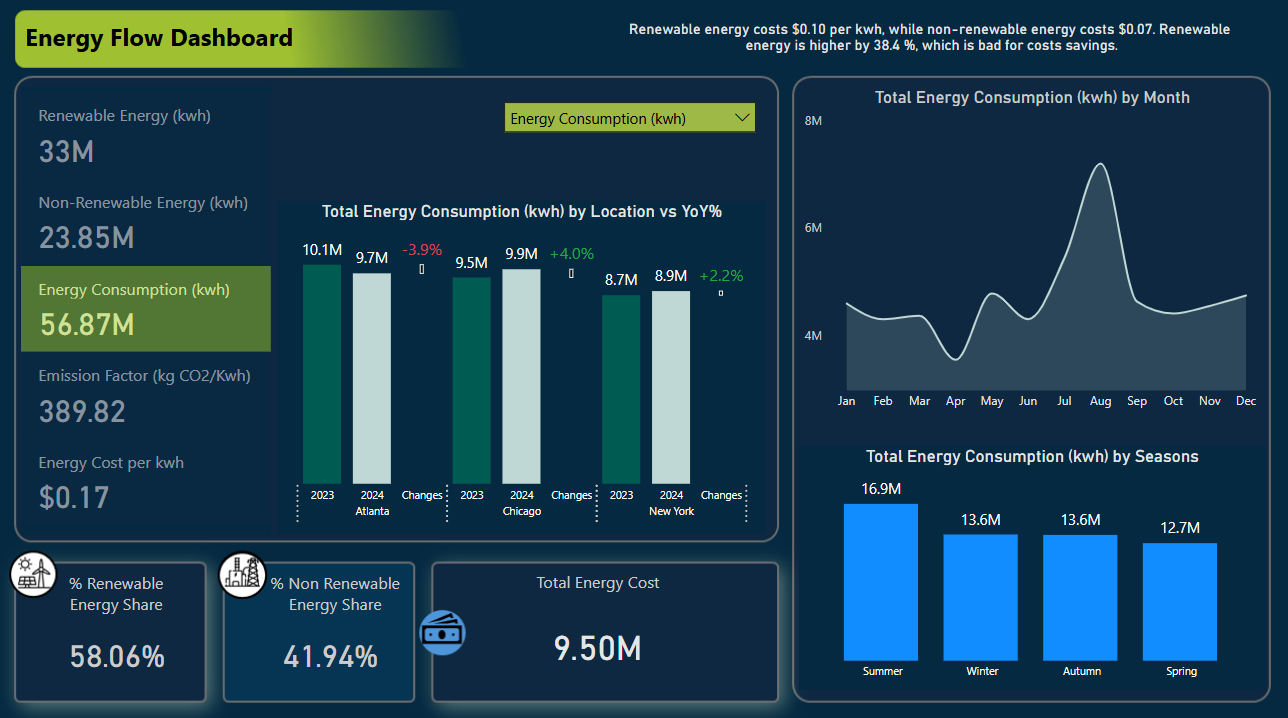 Energy Flow Dashboard
Renewable energy costs $0.10 per kwh, while non-renewable energy costs $0.07. Renewable
energy is higher by 38.4 %, which is bad for costs savings.
Renewable Energy (kwh)
33M
Non-Renewable Energy (kwh)
23.85M
Energy Consumption (kwh)
56.87M
Emission Factor (kg CO2/Kwh)
389.82
Energy Cost per kwh
$0.17
Energy Consumption (kwh)
Total Energy Consumption (kwh) by Location vs YoY%
10.1M 9.7M -3.9% 9.5M 9.9M +4.0% 8.7M 8.9M +2.2%
2023 2024 Changes 2023 2024 Changes 2023 2024 Changes
Atlanta Chicago New York
Total Energy Consumption (kwh) by Month
8M
6M
4M
Jan Feb Mar Apr May Jun Jul Aug Sep Oct Nov Dec
Total Energy Consumption (kwh) by Seasons
16.9M 13.6M 13.6M 12.7M
Summer Winter Autumn Spring
% Renewable
Energy Share
58.06%
% Non Renewable
Energy Share
41.94%
Total Energy Cost
9.50M